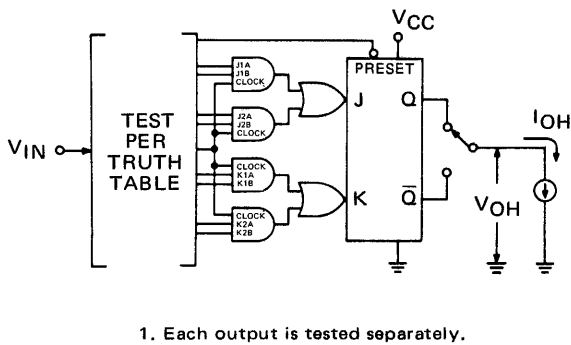 VCC
PRESET
J1A
J1B
CLOCK
J
Q
IOH
J2A
J2B
CLOCK
TEST
PER
TRUTH
TABLE
VIN
CLOCK
K1A
K1B
K
Q̅
VOH
CLOCK
K2A
K2B
1. Each output is tested separately.